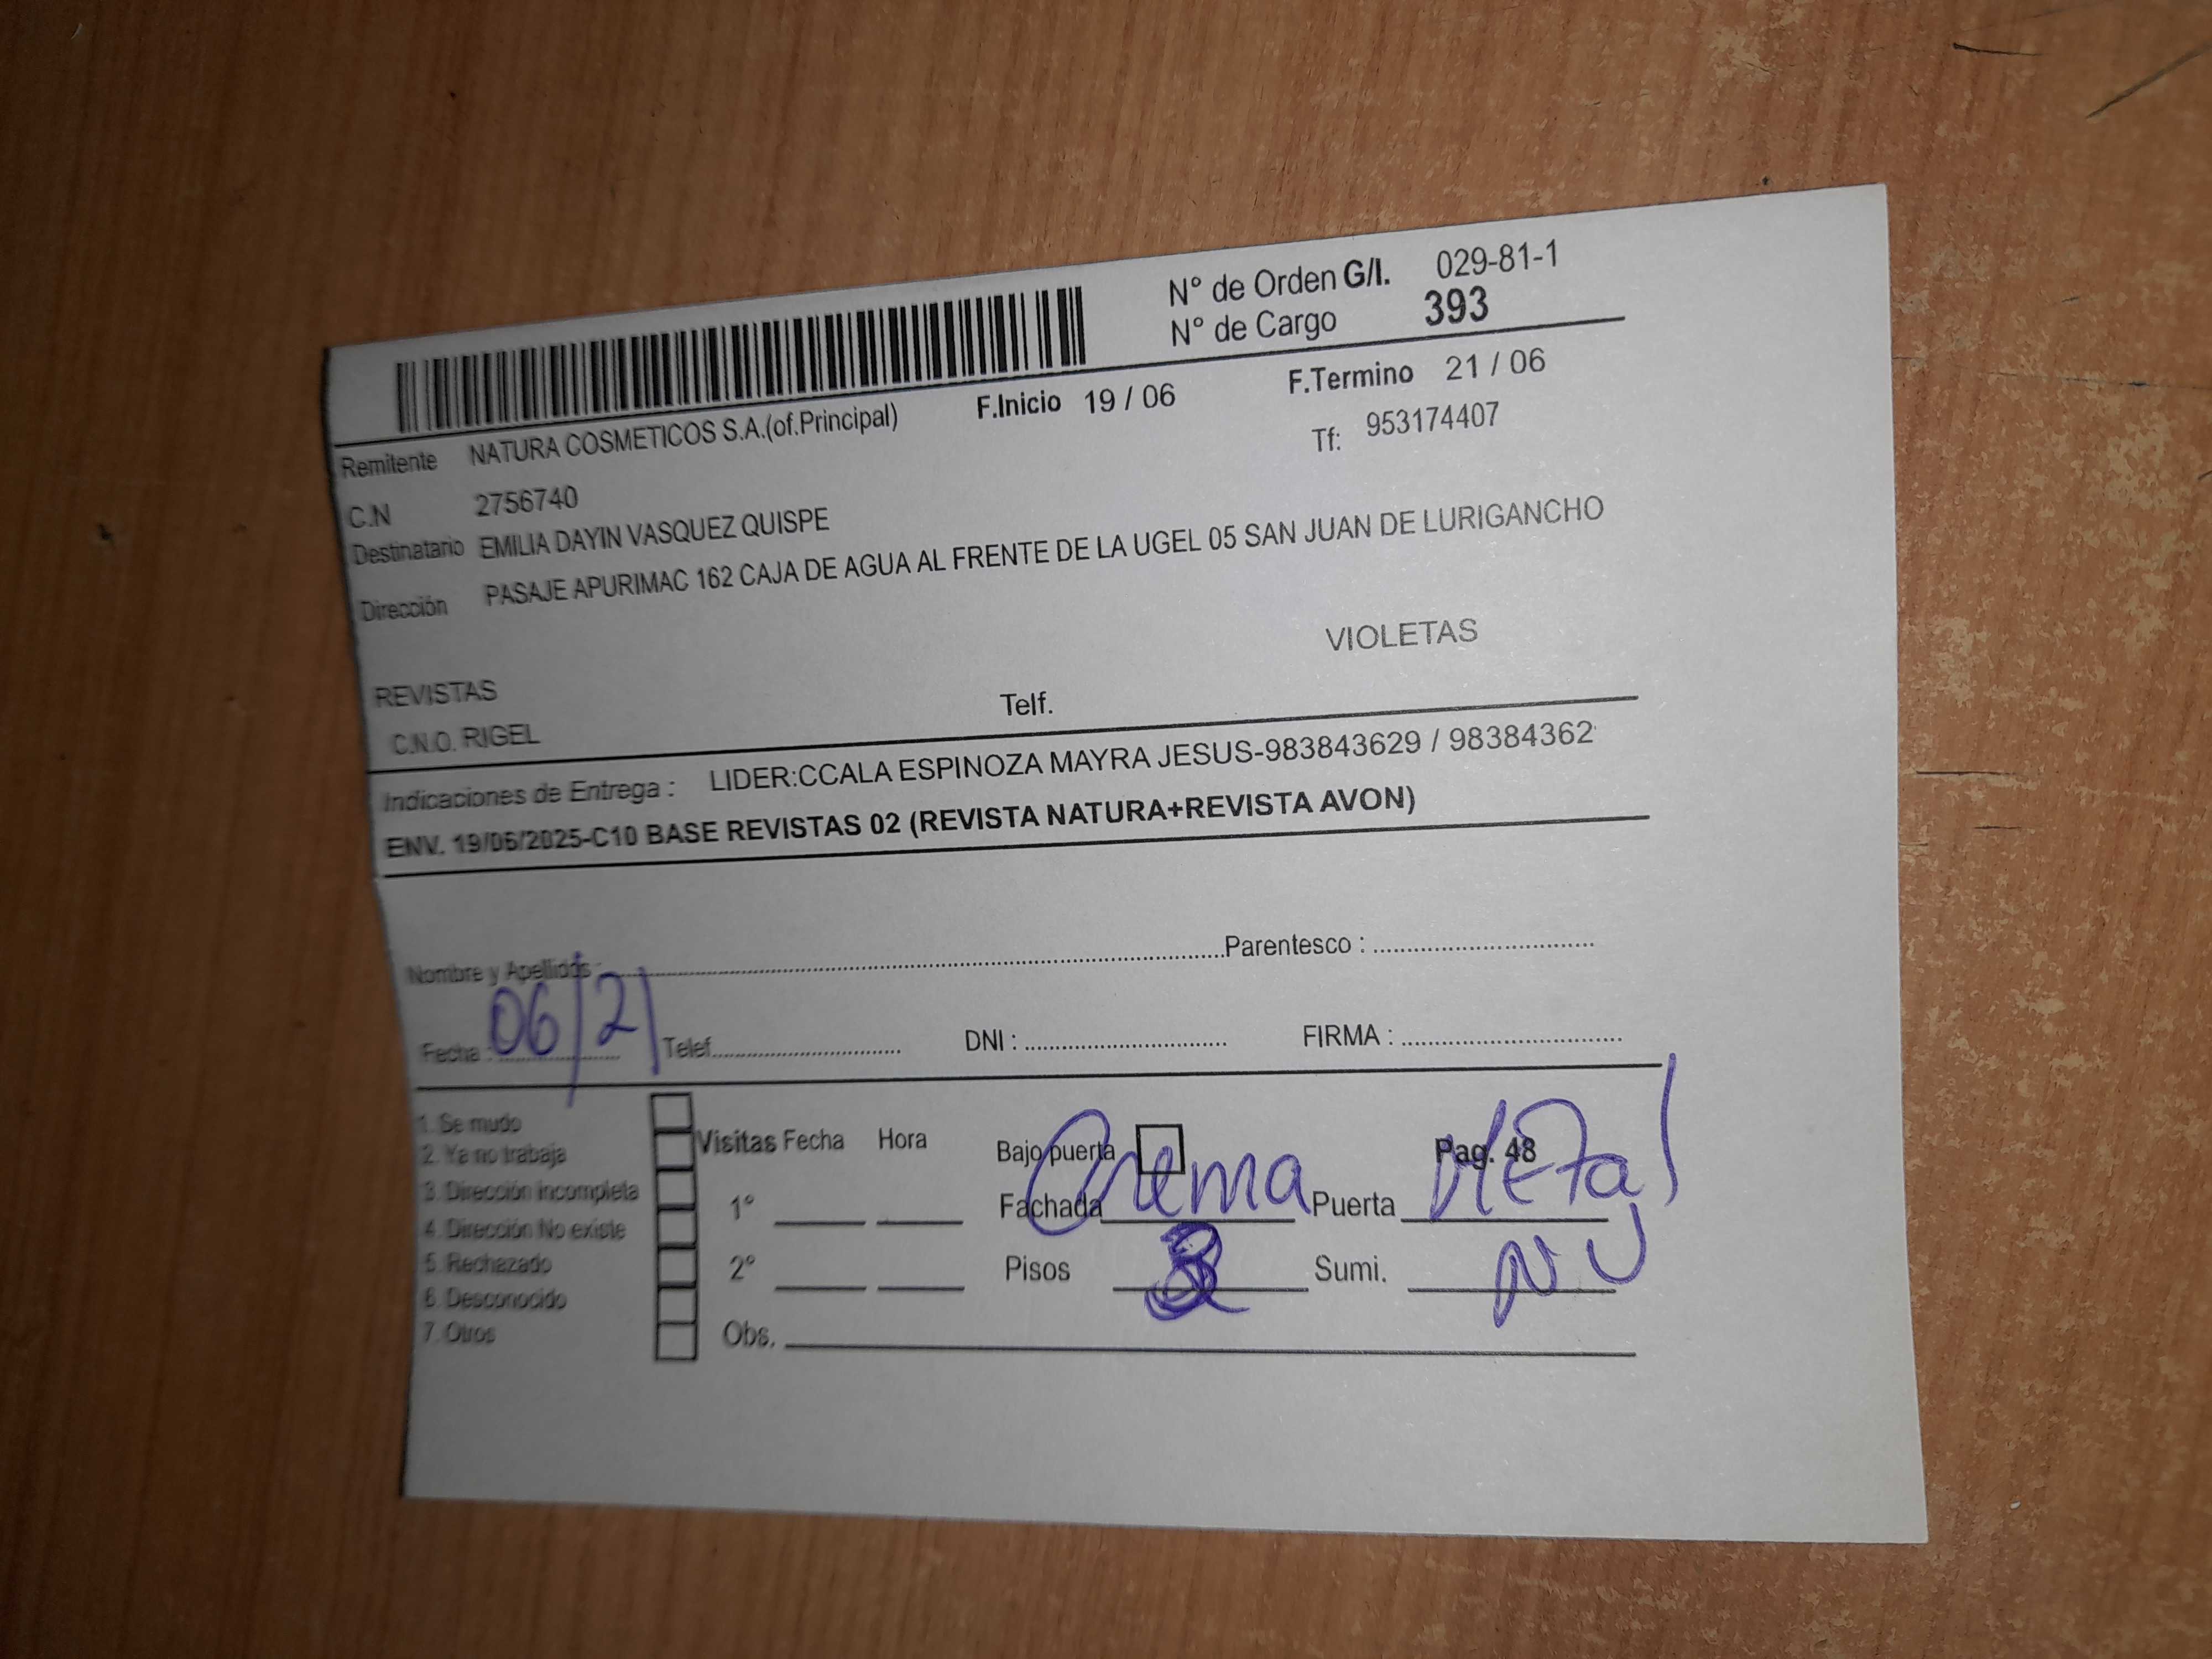 N° de Orden G/I. 029-81-1
N° de Cargo 393
F.Inicio 19 / 06 F.Termino 21 / 06
Remitente NATURA COSMETICOS S.A.(of.Principal) Tf: 953174407
C.N 2756740
Destinatario EMILIA DAYIN VASQUEZ QUISPE
Dirección PASAJE APURIMAC 162 CAJA DE AGUA AL FRENTE DE LA UGEL 05 SAN JUAN DE LURIGANCHO
VIOLETAS
REVISTAS
C.N.O. RIGEL Telf.
Indicaciones de Entrega : LIDER:CCALA ESPINOZA MAYRA JESUS-983843629 / 98384362
ENV. 19/06/2025-C10 BASE REVISTAS 02 (REVISTA NATURA+REVISTA AVON)
Nombre y Apellidos : Parentesco :
Fecha : 06/21 Telef. DNI : FIRMA :
1. Se mudo
2. Ya no trabaja
3. Dirección incompleta
4. Dirección No existe
5. Rechazado
6. Desconocido
7. Otros
Visitas Fecha Hora Bajo puerta Pag. 48
1° Fachada Crema Puerta Metal
2° Pisos 3 Sumi.
Obs.